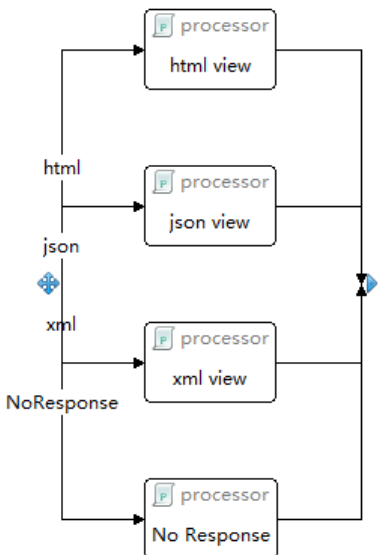 processor
html view
html
processor
json view
json
xml
processor
xml view
NoResponse
processor
No Response